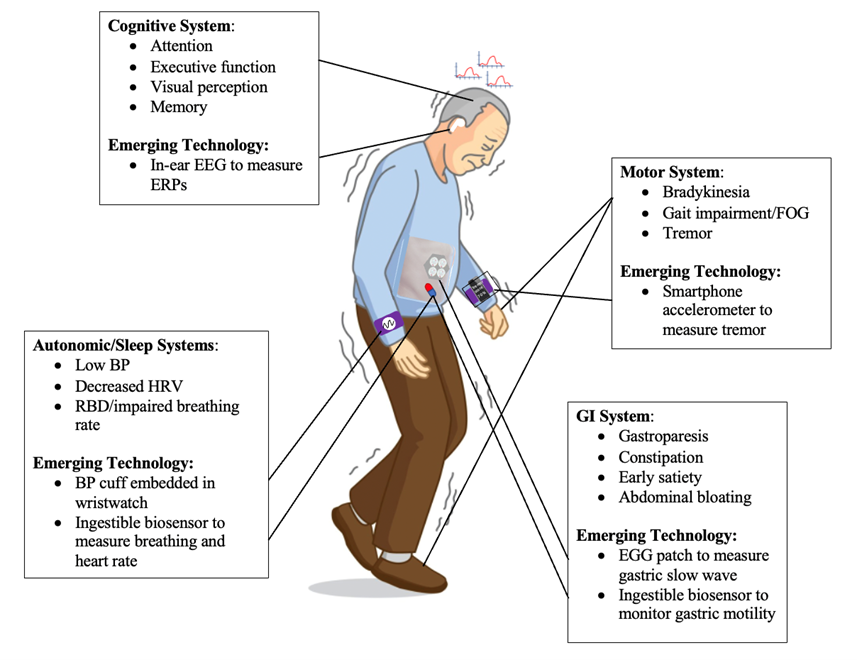 Cognitive System:
• Attention
• Executive function
• Visual perception
• Memory
Emerging Technology:
• In-ear EEG to measure
ERPs
Motor System:
• Bradykinesia
• Gait impairment/FOG
• Tremor
Emerging Technology:
• Smartphone
accelerometer to
measure tremor
Autonomic/Sleep Systems:
• Low BP
• Decreased HRV
• RBD/impaired breathing
rate
Emerging Technology:
• BP cuff embedded in
wristwatch
• Ingestible biosensor to
measure breathing and
heart rate
GI System:
• Gastroparesis
• Constipation
• Early satiety
• Abdominal bloating
Emerging Technology:
• EGG patch to measure
gastric slow wave
• Ingestible biosensor to
monitor gastric motility